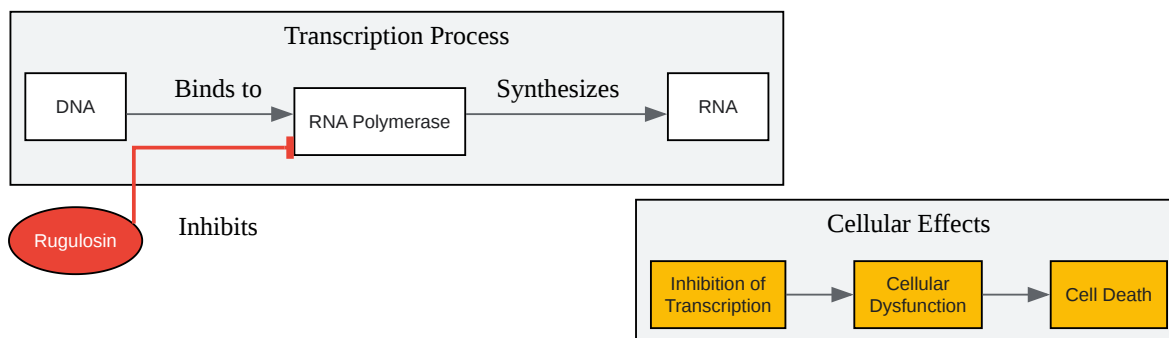 Transcription Process
DNA
Binds to
RNA Polymerase
Synthesizes
RNA
Rugulosin
Inhibits
Cellular Effects
Inhibition of
Transcription
Cellular
Dysfunction
Cell Death